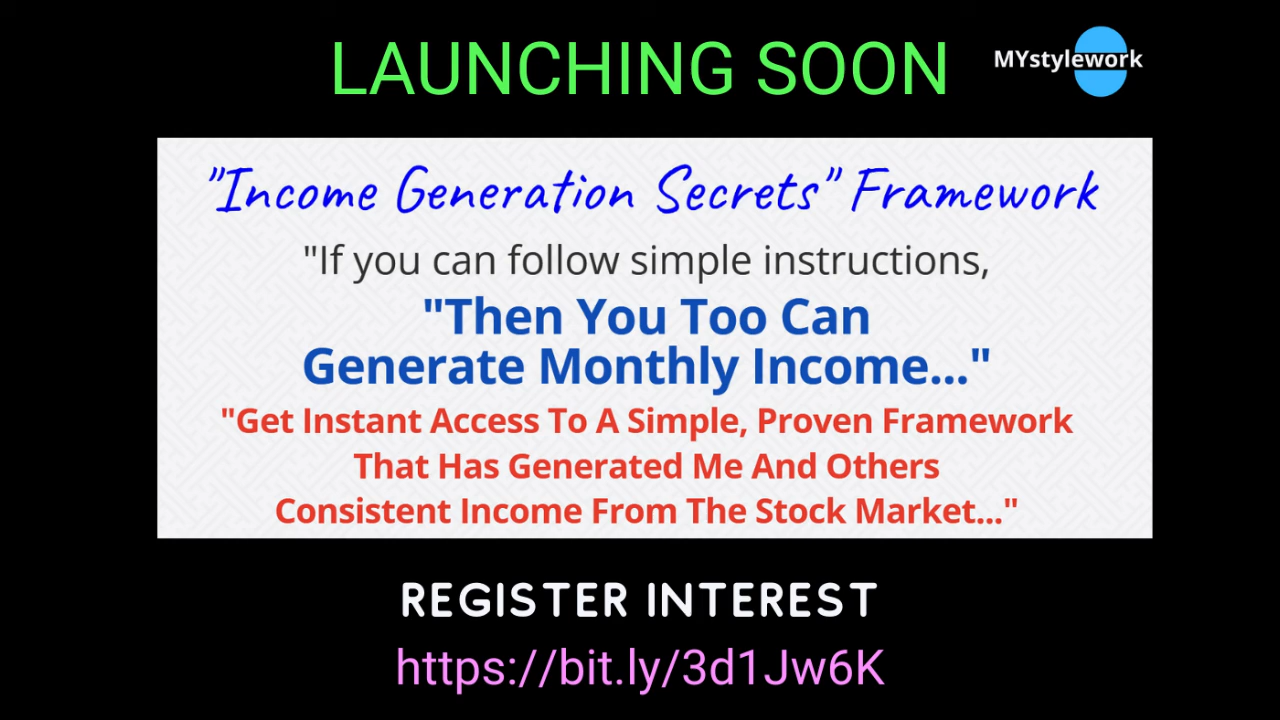 LAUNCHING SOON
MYstylework
"Income Generation Secrets" Framework
"If you can follow simple instructions,
"Then You Too Can
Generate Monthly Income..."
"Get Instant Access To A Simple, Proven Framework
That Has Generated Me And Others
Consistent Income From The Stock Market..."
REGISTER INTEREST
https://bit.ly/3d1Jw6K